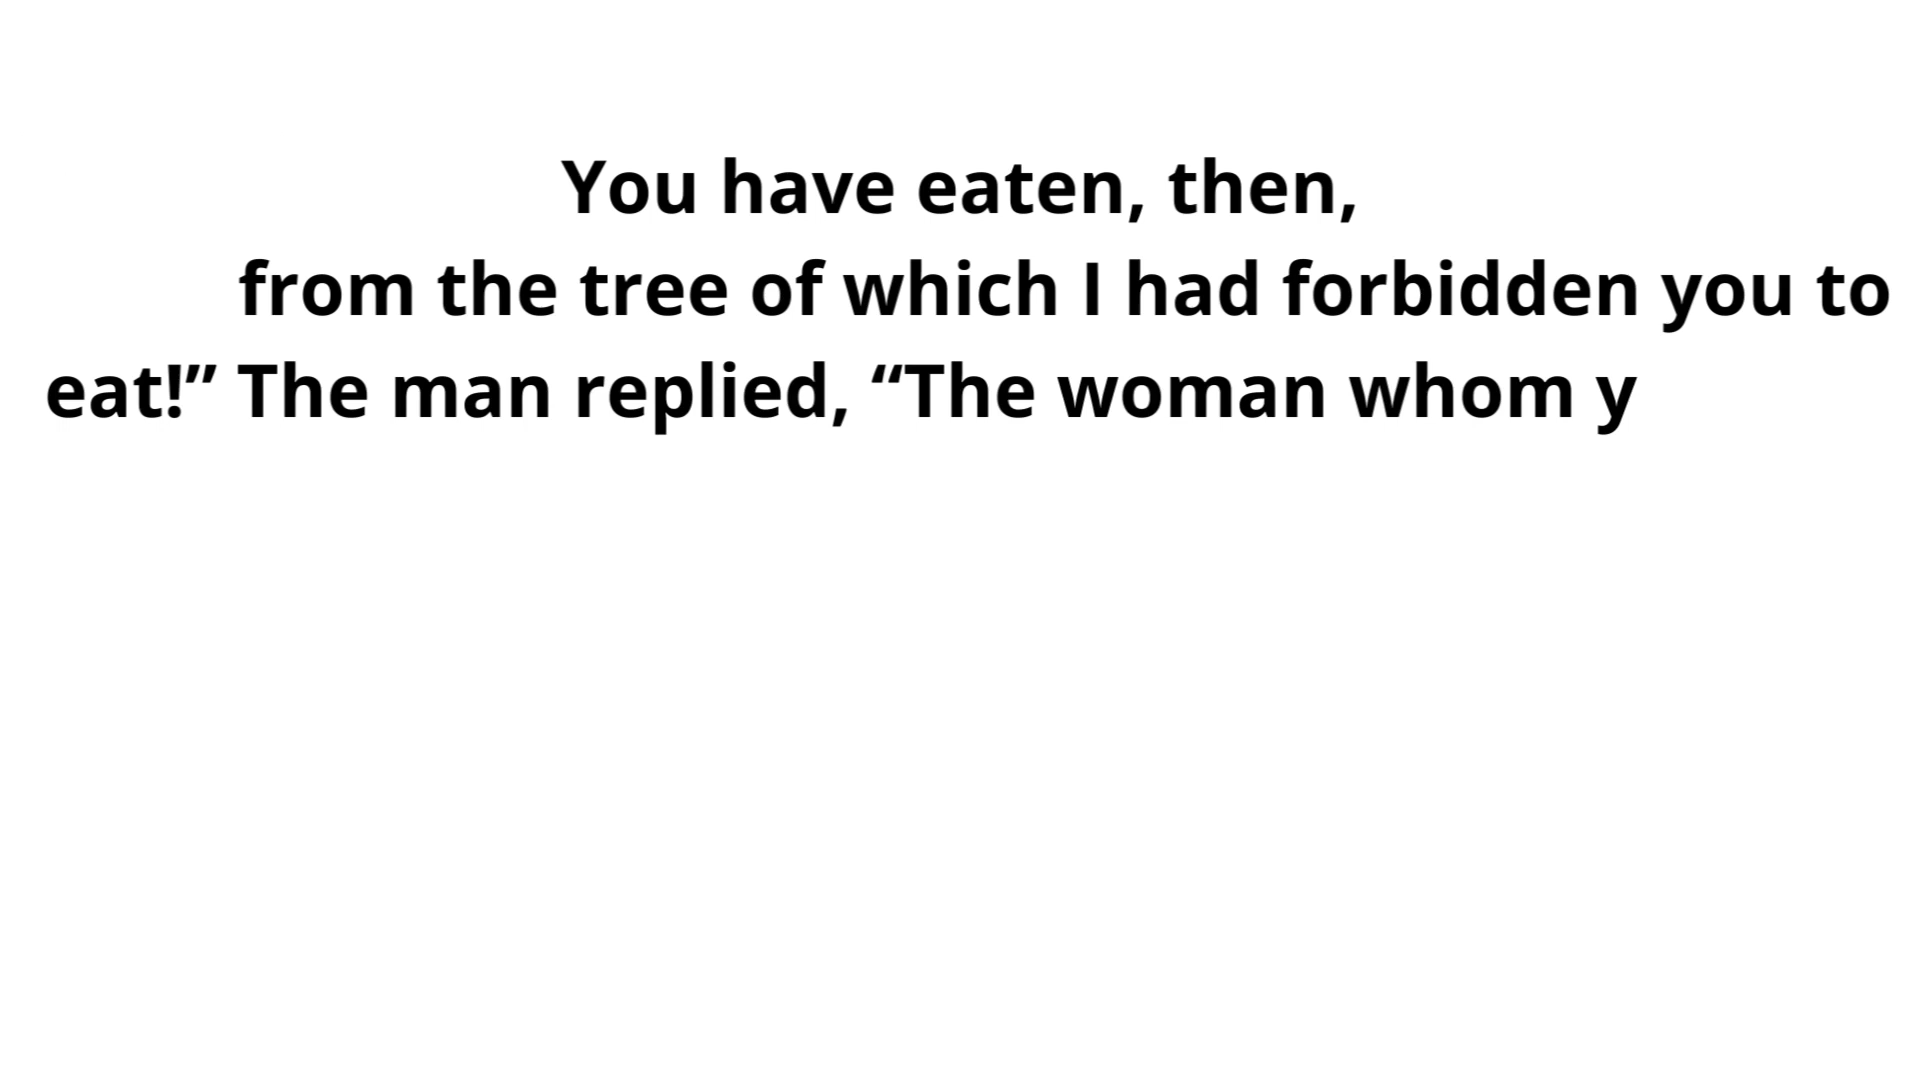 You have eaten, then,
from the tree of which I had forbidden you to
eat!” The man replied, “The woman whom y